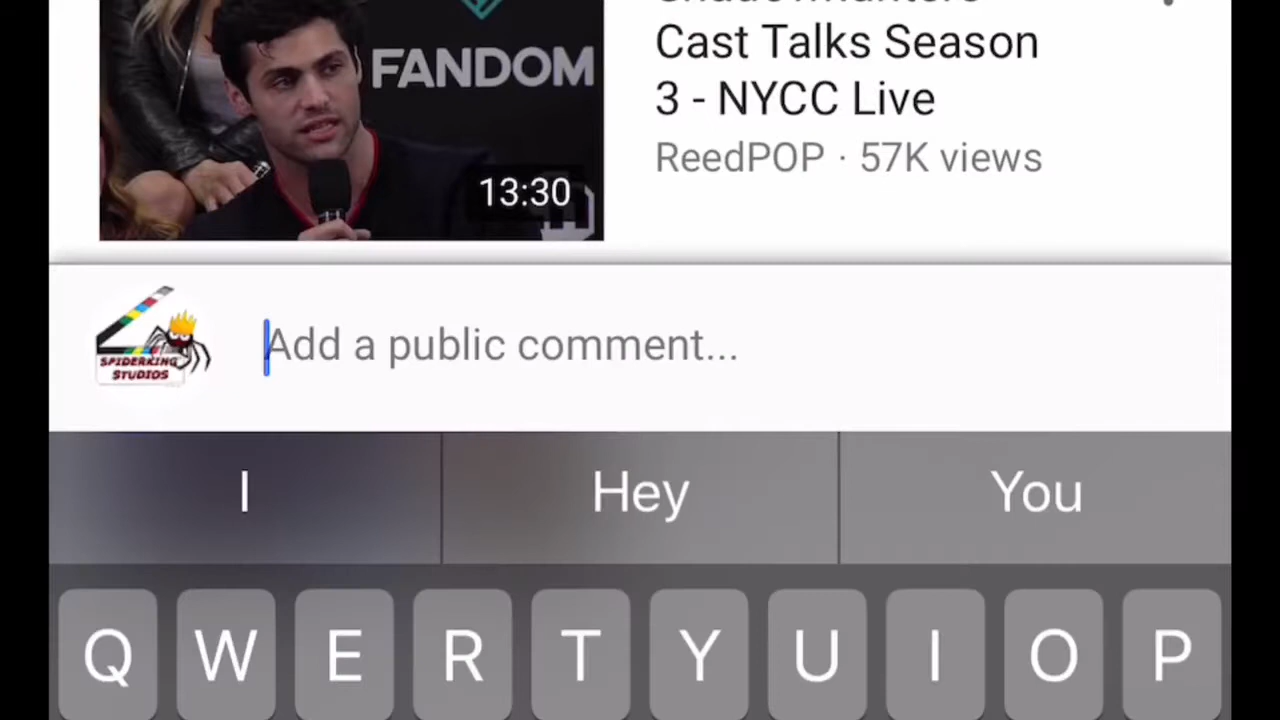 Cast Talks Season
3 - NYCC Live
ReedPOP · 57K views
FANDOM
13:30
SPIDERKING
STUDIOS
Add a public comment...
I Hey You
Q W E R T Y U I O P